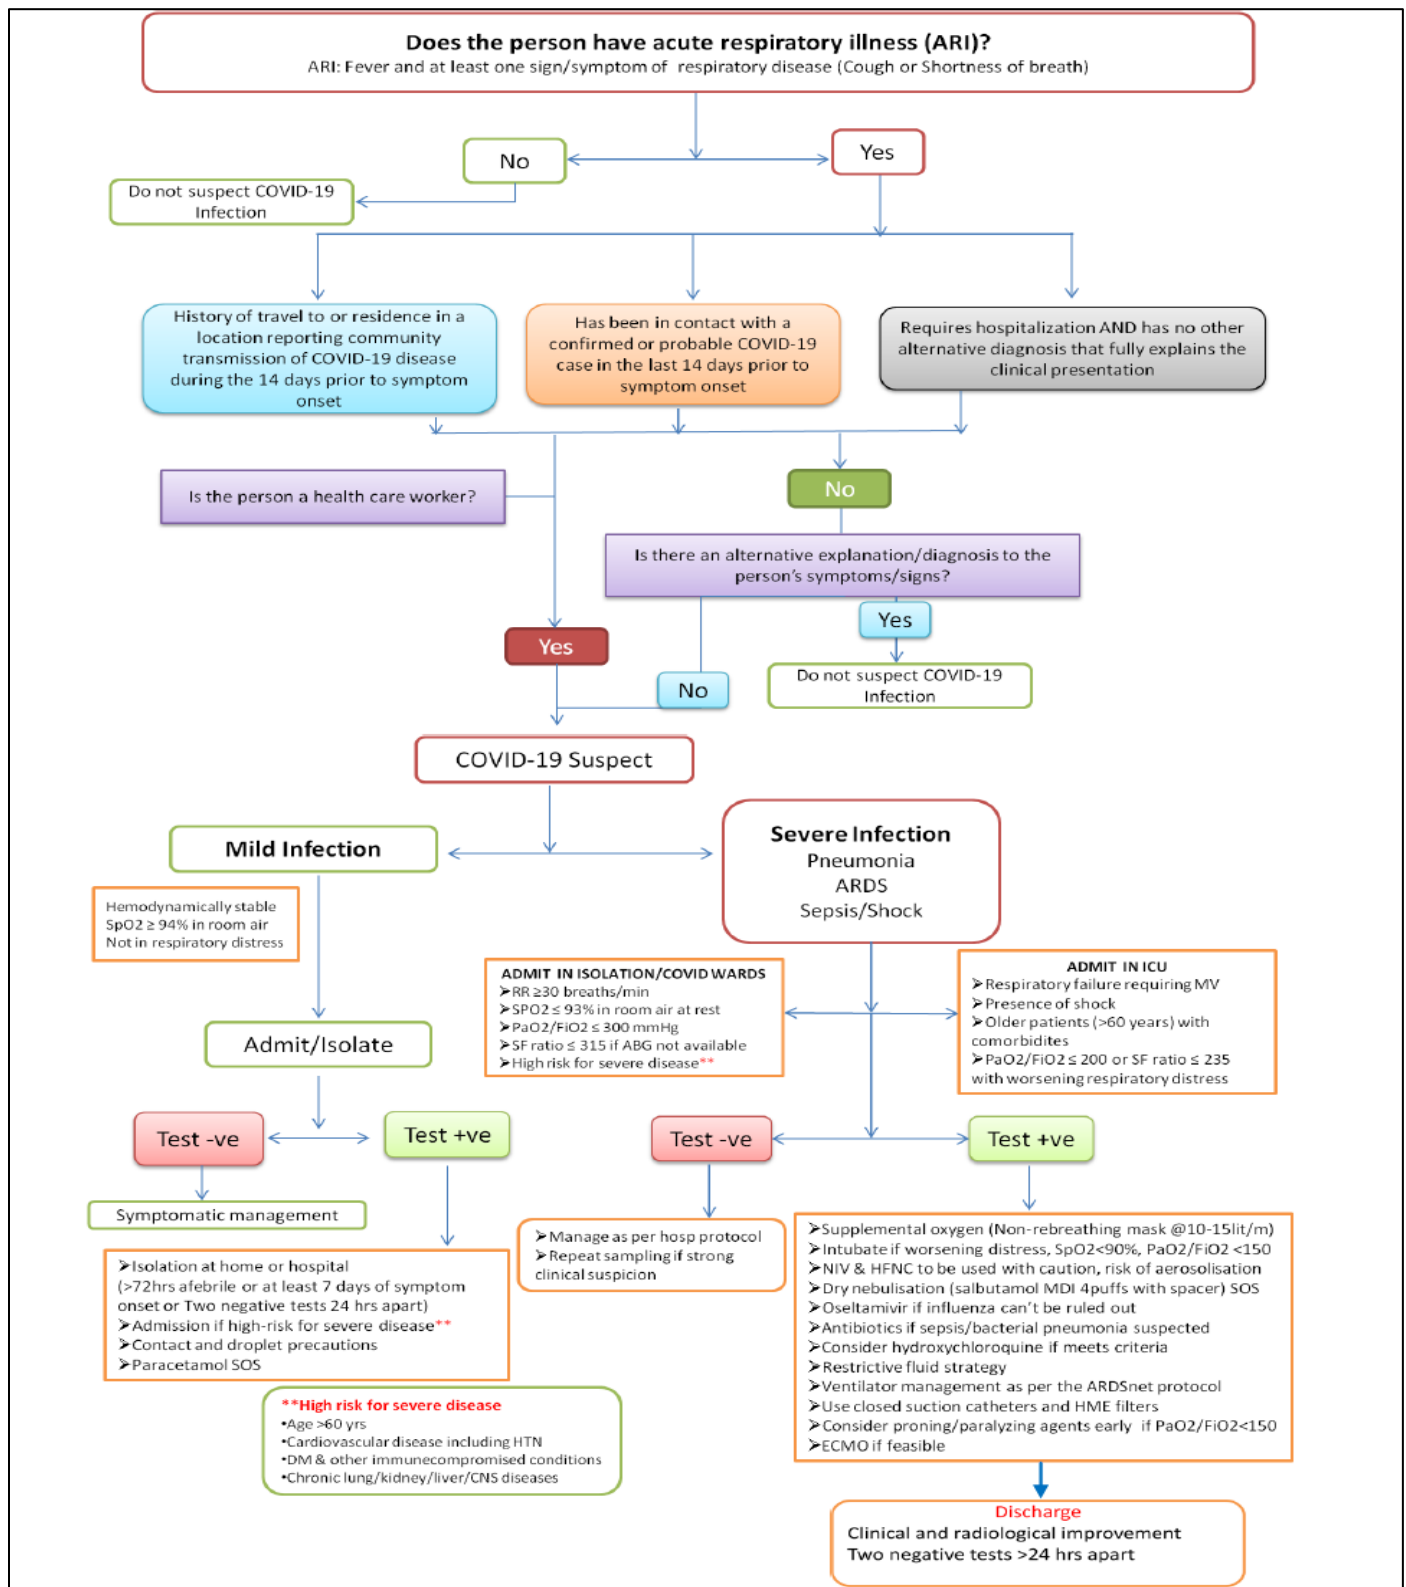 Does the person have acute respiratory illness (ARI)?
ARI: Fever and at least one sign/symptom of respiratory disease (Cough or Shortness of breath)
No
Yes
Do not suspect COVID-19
Infection
History of travel to or residence in a
location reporting community
transmission of COVID-19 disease
during the 14 days prior to symptom
onset
Has been in contact with a
confirmed or probable COVID-19
case in the last 14 days prior to
symptom onset
Requires hospitalization AND has no other
alternative diagnosis that fully explains the
clinical presentation
Is the person a health care worker?
No
Is there an alternative explanation/diagnosis to the
person's symptoms/signs?
Yes
Yes
No
Do not suspect COVID-19
Infection
COVID-19 Suspect
Mild Infection
Severe Infection
Pneumonia
ARDS
Sepsis/Shock
Hemodynamically stable
SpO2 ≥ 94% in room air
Not in respiratory distress
ADMIT IN ISOLATION/COVID WARDS
➢RR ≥30 breaths/min
➢SPO2 ≤ 93% in room air at rest
➢PaO2/FiO2 ≤ 300 mmHg
➢SF ratio ≤ 315 if ABG not available
➢High risk for severe disease**
ADMIT IN ICU
➢Respiratory failure requiring MV
➢Presence of shock
➢Older patients (>60 years) with
comorbidites
➢PaO2/FiO2 ≤ 200 or SF ratio ≤ 235
with worsening respiratory distress
Admit/Isolate
Test -ve
Test +ve
Test -ve
Test +ve
Symptomatic management
➢Isolation at home or hospital
(>72hrs afebrile or at least 7 days of symptom
onset or Two negative tests 24 hrs apart)
➢Admission if high-risk for severe disease**
➢Contact and droplet precautions
➢Paracetamol SOS
➢Manage as per hosp protocol
➢Repeat sampling if strong
clinical suspicion
➢Supplemental oxygen (Non-rebreathing mask @10-15lit/m)
➢Intubate if worsening distress, SpO2<90%, PaO2/FiO2 <150
➢NIV & HFNC to be used with caution, risk of aerosolisation
➢Dry nebulisation (salbutamol MDI 4puffs with spacer) SOS
➢Oseltamivir if influenza can't be ruled out
➢Antibiotics if sepsis/bacterial pneumonia suspected
➢Consider hydroxychloroquine if meets criteria
➢Restrictive fluid strategy
➢Ventilator management as per the ARDSnet protocol
➢Use closed suction catheters and HME filters
➢Consider proning/paralyzing agents early if PaO2/FiO2<150
➢ECMO if feasible
**High risk for severe disease
•Age >60 yrs
•Cardiovascular disease including HTN
•DM & other immunecompromised conditions
•Chronic lung/kidney/liver/CNS diseases
Discharge
Clinical and radiological improvement
Two negative tests >24 hrs apart